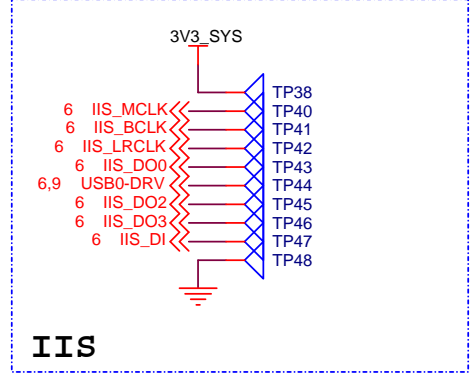 3V3_SYS
TP38
6 IIS_MCLK TP40
6 IIS_BCLK TP41
6 IIS_LRCLK TP42
6 IIS_DO0 TP43
6,9 USB0-DRV TP44
6 IIS_DO2 TP45
6 IIS_DO3 TP46
6 IIS_DI TP47
TP48
IIS